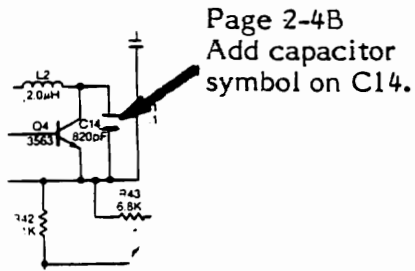 Page 2-4B
Add capacitor
symbol on C14.
L2
2.0µH
Q4
3563
C14
820pF
R43
6.8K